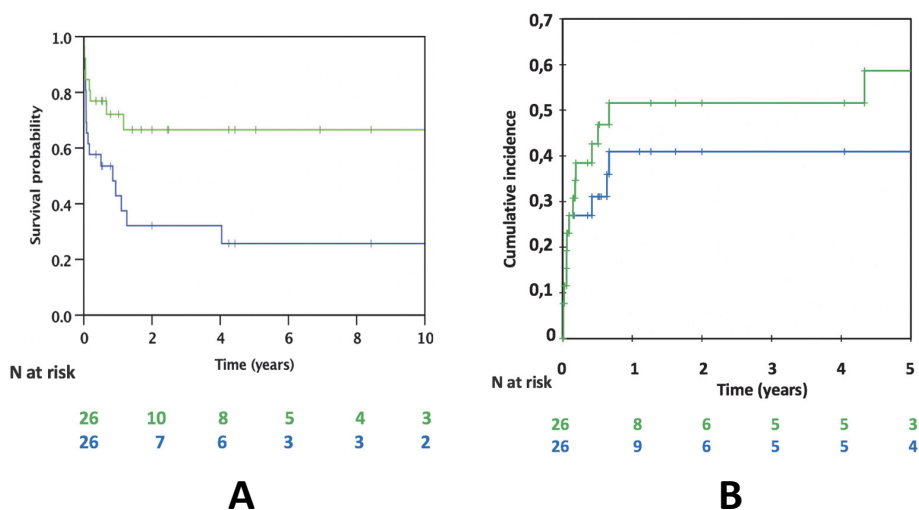 1.0
0.8
0.6
0.4
0.2
0.0
Survival probability
0 2 4 6 8 10
Time (years)
N at risk
26 10 8 5 4 3
26 7 6 3 3 2
A
0,7
0,6
0,5
0,4
0,3
0,2
0,1
0
Cumulative incidence
0 1 2 3 4 5
Time (years)
N at risk
26 8 6 5 5 3
26 9 6 5 5 4
B